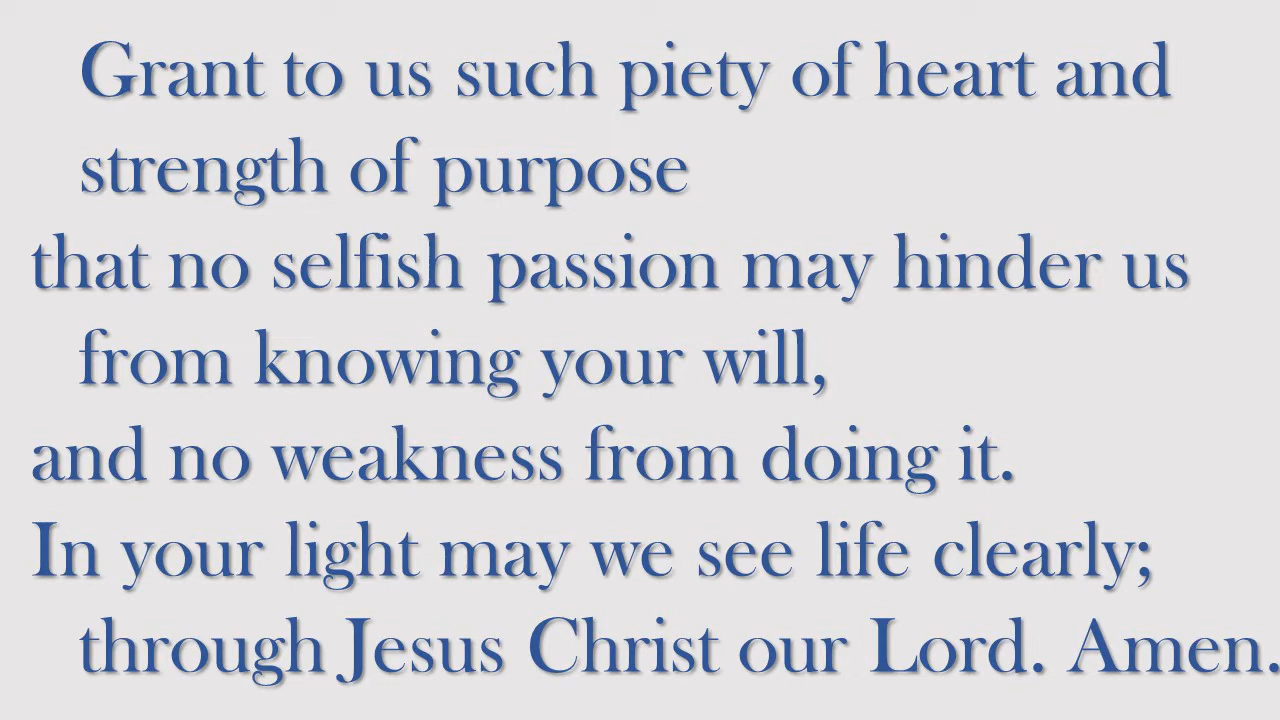 Grant to us such piety of heart and
strength of purpose
that no selfish passion may hinder us
from knowing your will,
and no weakness from doing it.
In your light may we see life clearly;
through Jesus Christ our Lord. Amen.